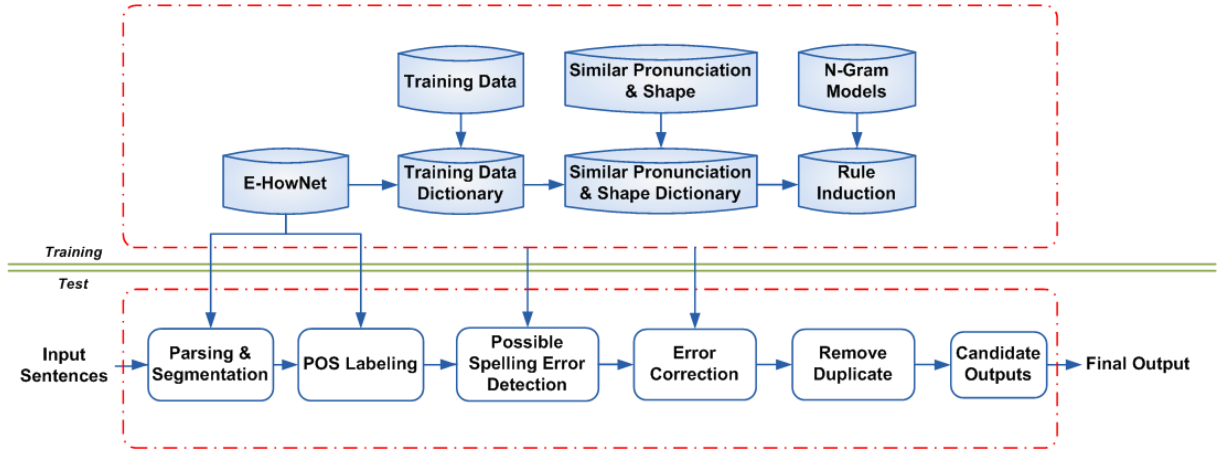 Training Data
Similar Pronunciation
& Shape
N-Gram
Models
E-HowNet
Training Data
Dictionary
Similar Pronunciation
& Shape Dictionary
Rule
Induction
Training
Test
Input
Sentences
Parsing &
Segmentation
POS Labeling
Possible
Spelling Error
Detection
Error
Correction
Remove
Duplicate
Candidate
Outputs
Final Output